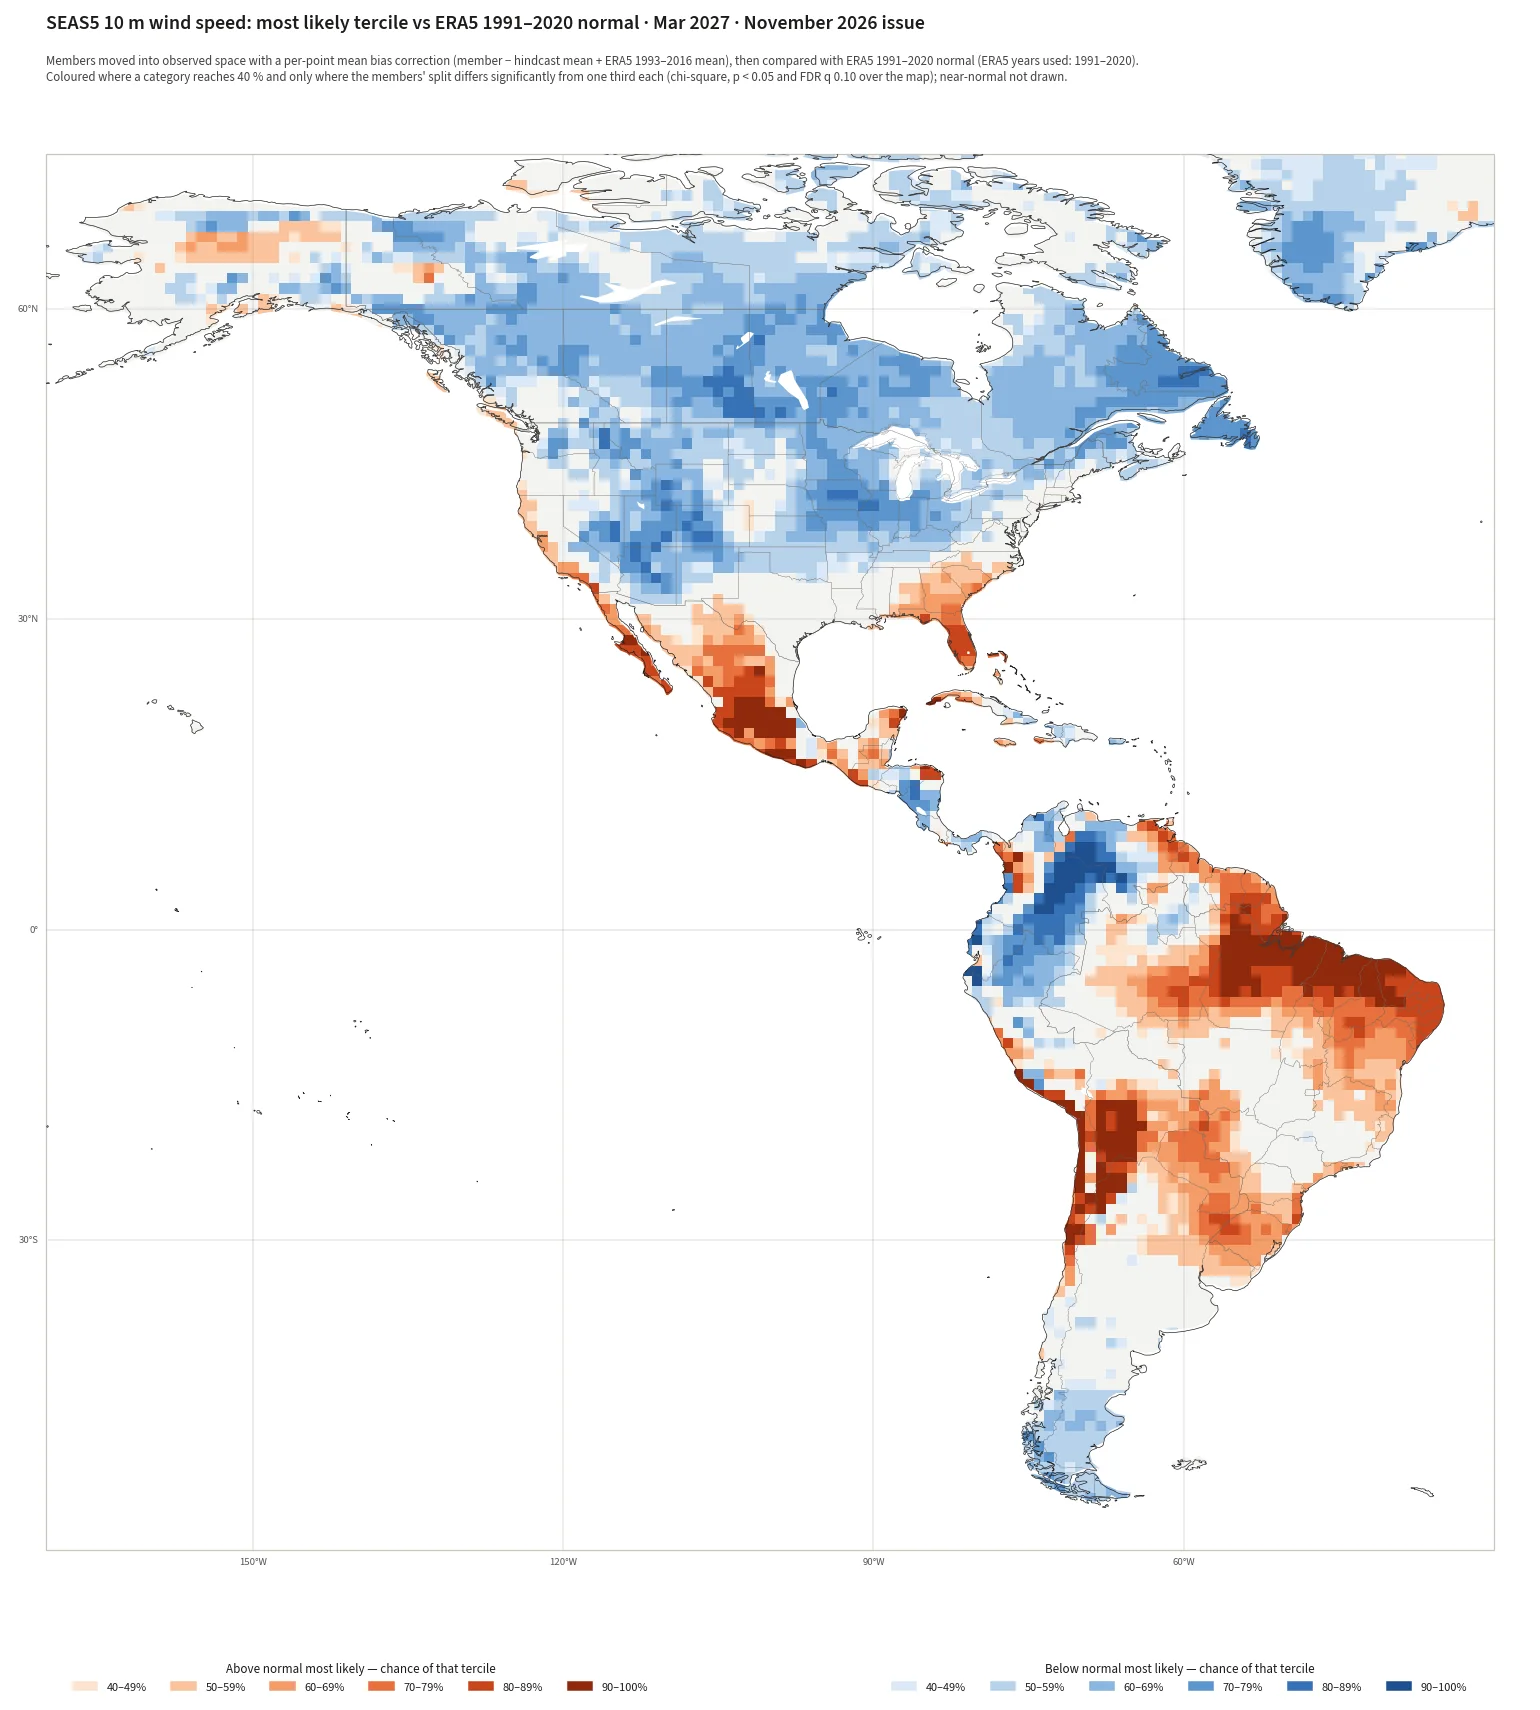 SEAS5 10 m wind speed: most likely tercile vs ERA5 1991–2020 normal · Mar 2027 · November 2026 issue
Members moved into observed space with a per-point mean bias correction (member − hindcast mean + ERA5 1993–2016 mean), then compared with ERA5 1991–2020 normal (ERA5 years used: 1991–2020).
Coloured where a category reaches 40 % and only where the members' split differs significantly from one third each (chi-square, p < 0.05 and FDR q 0.10 over the map); near-normal not drawn.
60°N
30°N
0°
30°S
150°W 120°W 90°W 60°W
Above normal most likely — chance of that tercile
40–49% 50–59% 60–69% 70–79% 80–89% 90–100%
Below normal most likely — chance of that tercile
40–49% 50–59% 60–69% 70–79% 80–89% 90–100%